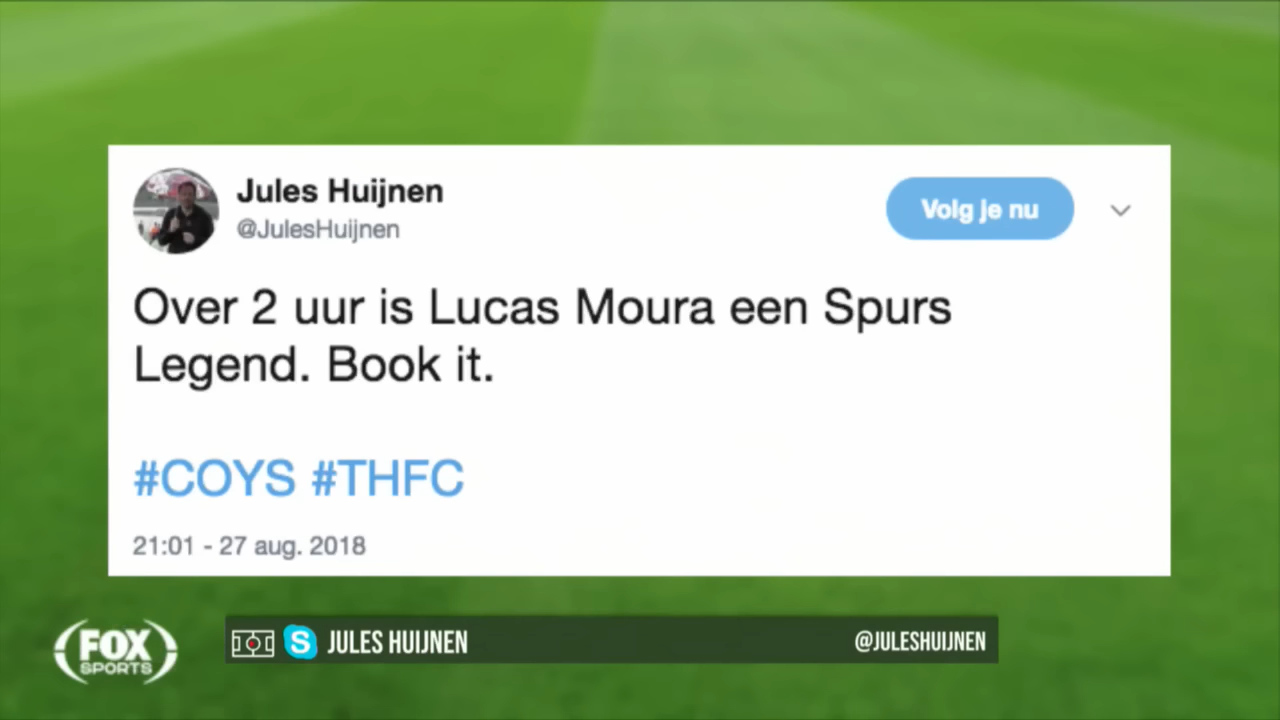 Jules Huijnen
@JulesHuijnen
Volg je nu
Over 2 uur is Lucas Moura een Spurs
Legend. Book it.
#COYS #THFC
21:01 - 27 aug. 2018
FOX
SPORTS
S JULES HUIJNEN
@JULESHUIJNEN